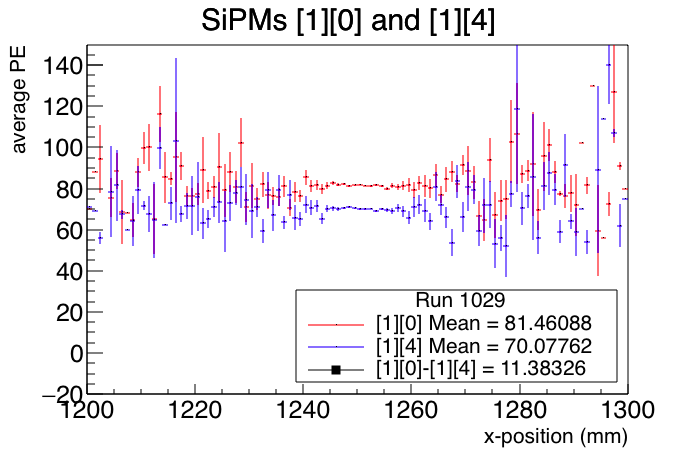 SiPMs [1][0] and [1][4]
average PE
140
120
100
80
60
40
20
0
−20
Run 1029
[1][0] Mean = 81.46088
[1][4] Mean = 70.07762
[1][0]-[1][4] = 11.38326
1200
1220
1240
1260
1280
1300
x-position (mm)